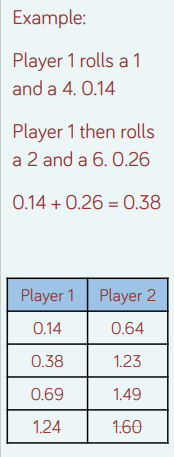 Example:
Player 1 rolls a 1
and a 4. 0.14
Player 1 then rolls
a 2 and a 6. 0.26
0.14 + 0.26 = 0.38
Player 1 Player 2
0.14 0.64
0.38 1.23
0.69 1.49
1.24 1.60